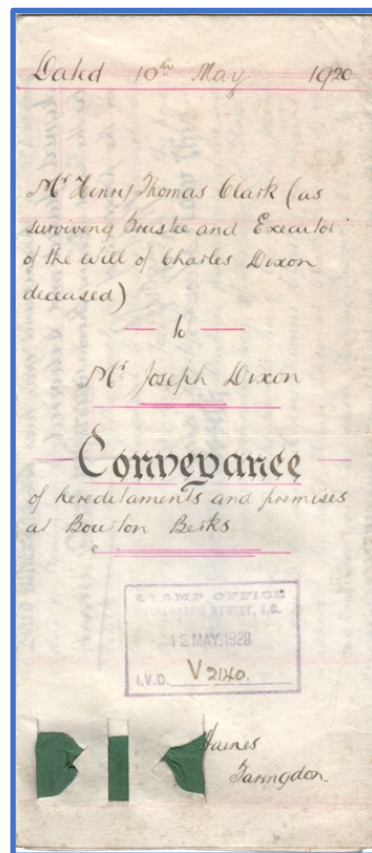 Dated 10th May 1920
Mr Henry Thomas Clark (as
surviving Trustee and Executor
of the Will of Charles Dixon
deceased)
to
Mr Joseph Dixon
Conveyance
of heredetaments and premises
at Bourton Berks
STAMP OFFICE
STREET, E.C.
12 MAY.1920
I.V.D. V2140.
Haines
Faringdon.